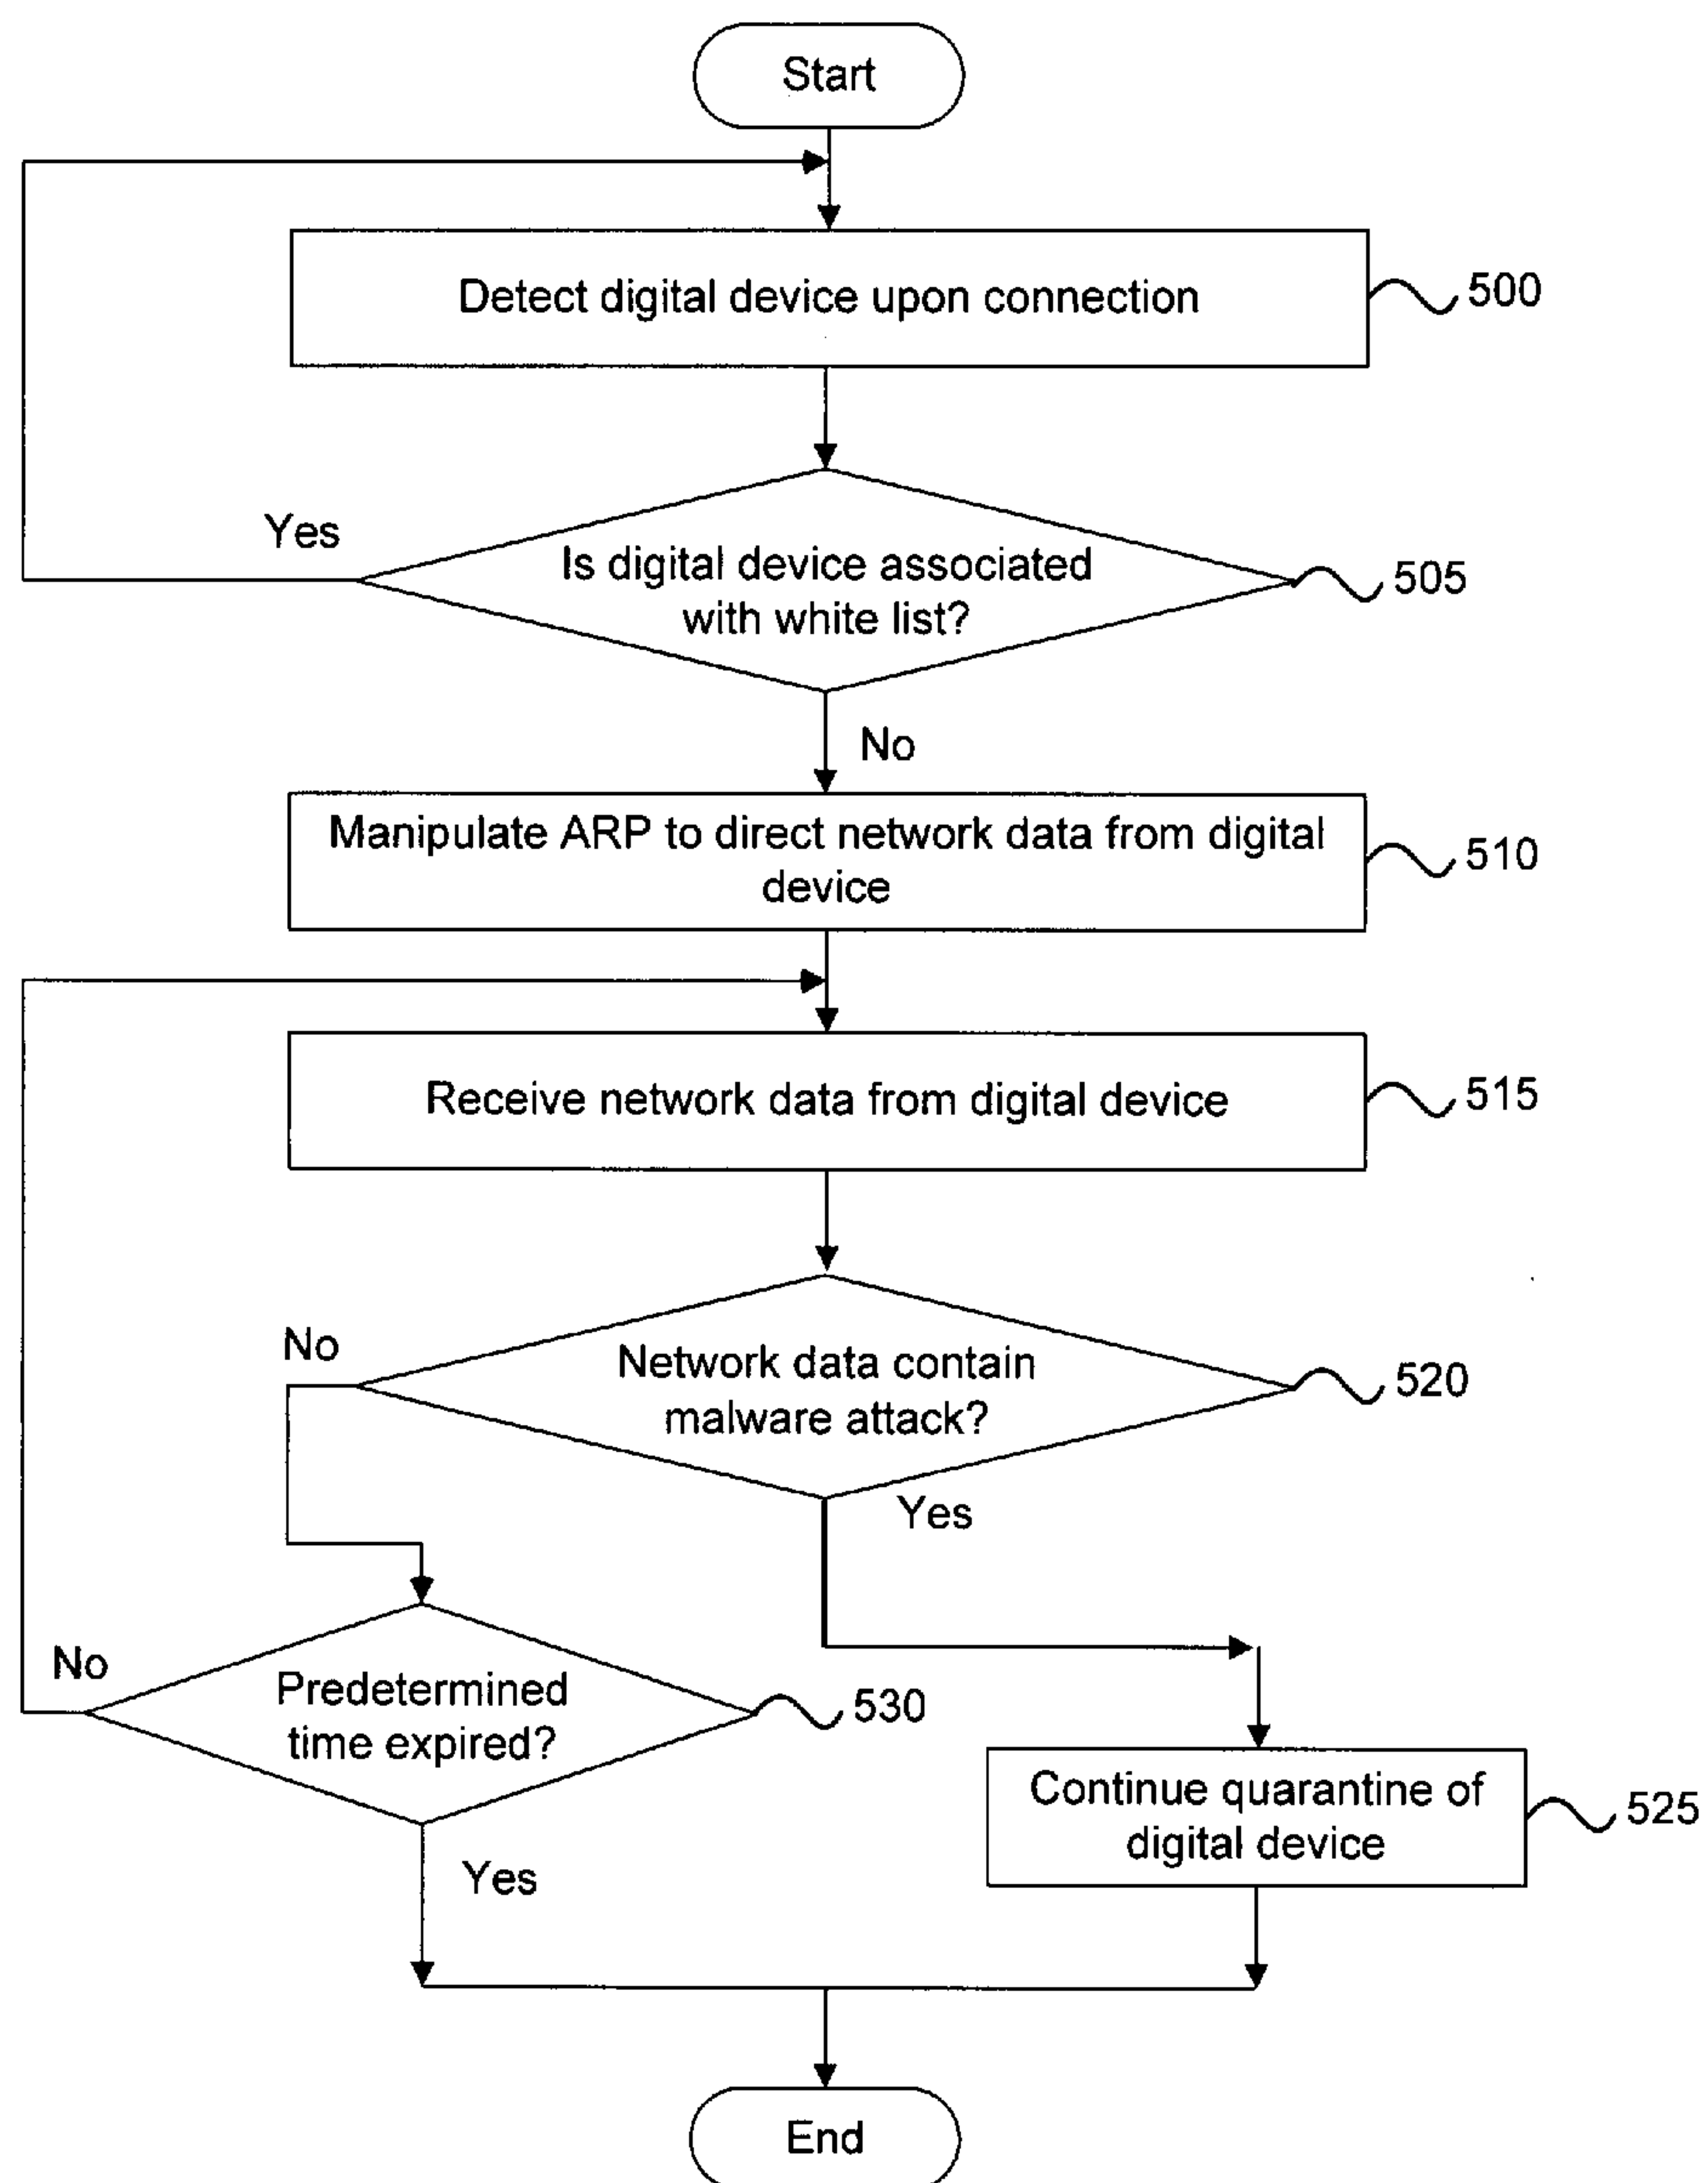 Start
Detect digital device upon connection
500
Yes
Is digital device associated
with white list?
505
No
Manipulate ARP to direct network data from digital
device
510
Receive network data from digital device
515
No
Network data contain
malware attack?
520
Yes
No
Predetermined
time expired?
530
Continue quarantine of
digital device
525
Yes
End